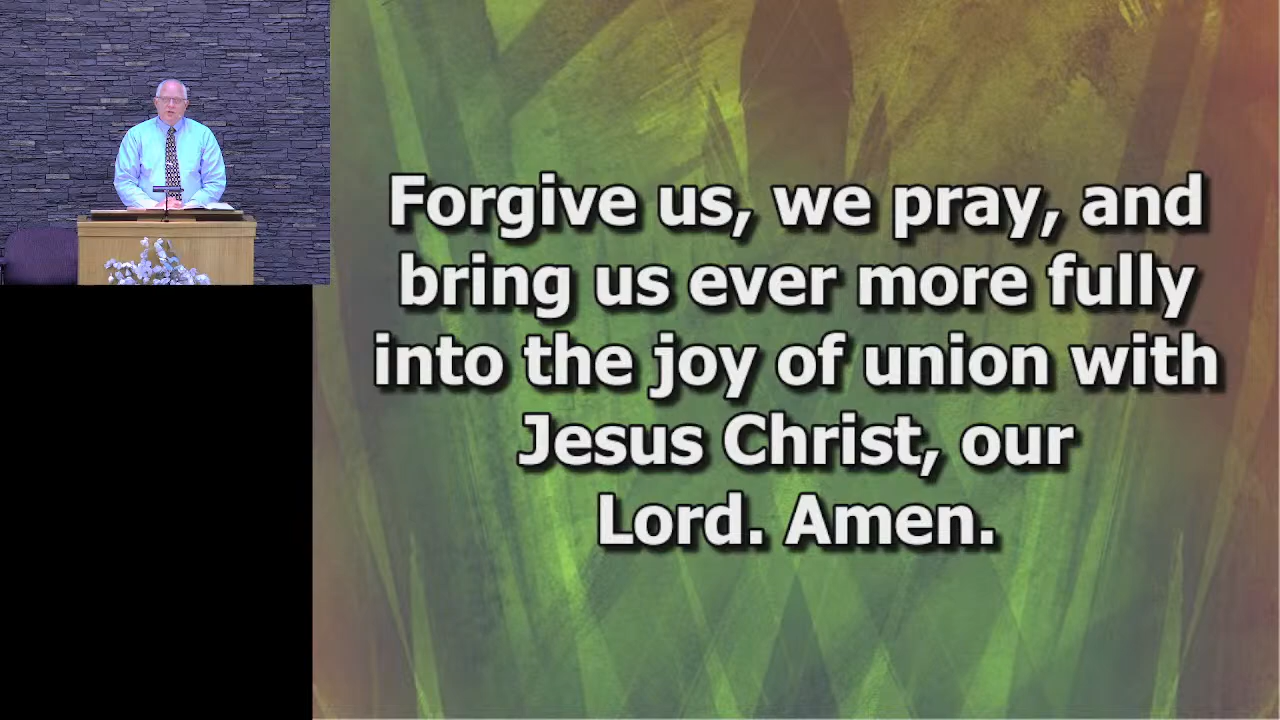 Forgive us, we pray, and
bring us ever more fully
into the joy of union with
Jesus Christ, our
Lord. Amen.